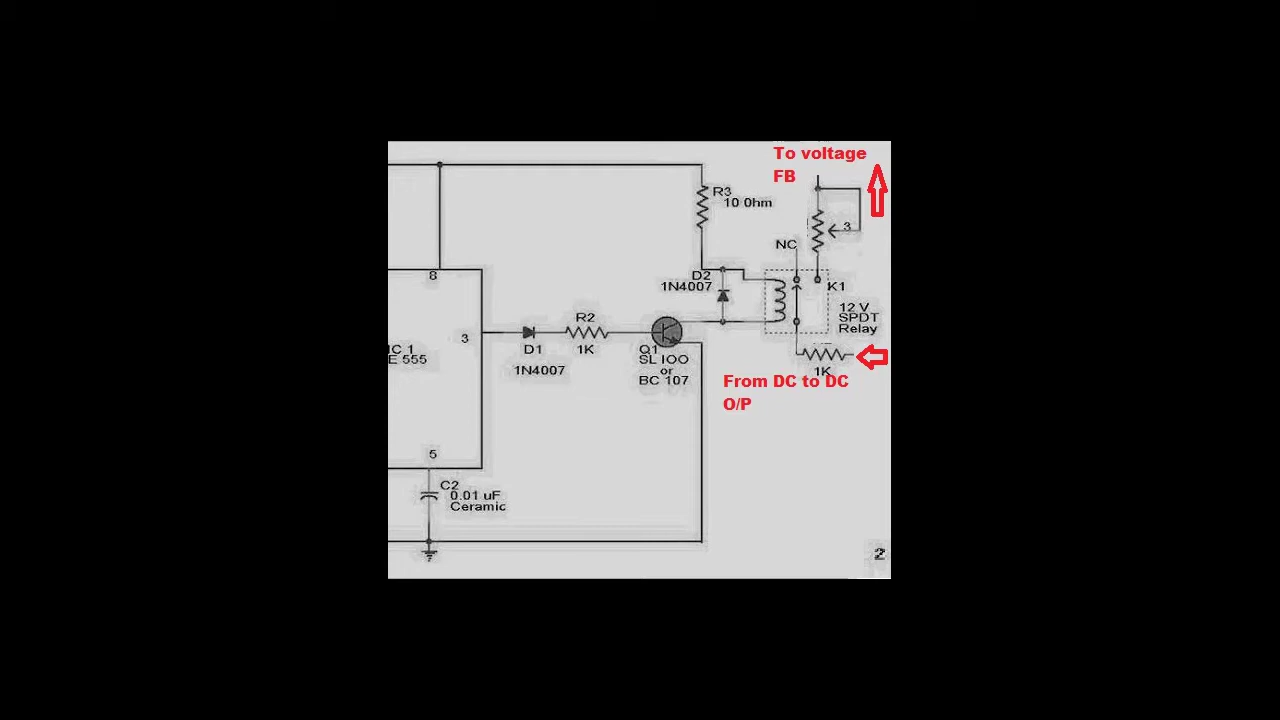 To voltage
FB
R3
10 Ohm
3
NC
8
D2
1N4007
K1
12 V
SPDT
Relay
R2
3
D1
1K
1N4007
IC 1
E 555
Q1
SL 100
or
BC 107
1K
From DC to DC
O/P
5
C2
0.01 uF
Ceramic
2